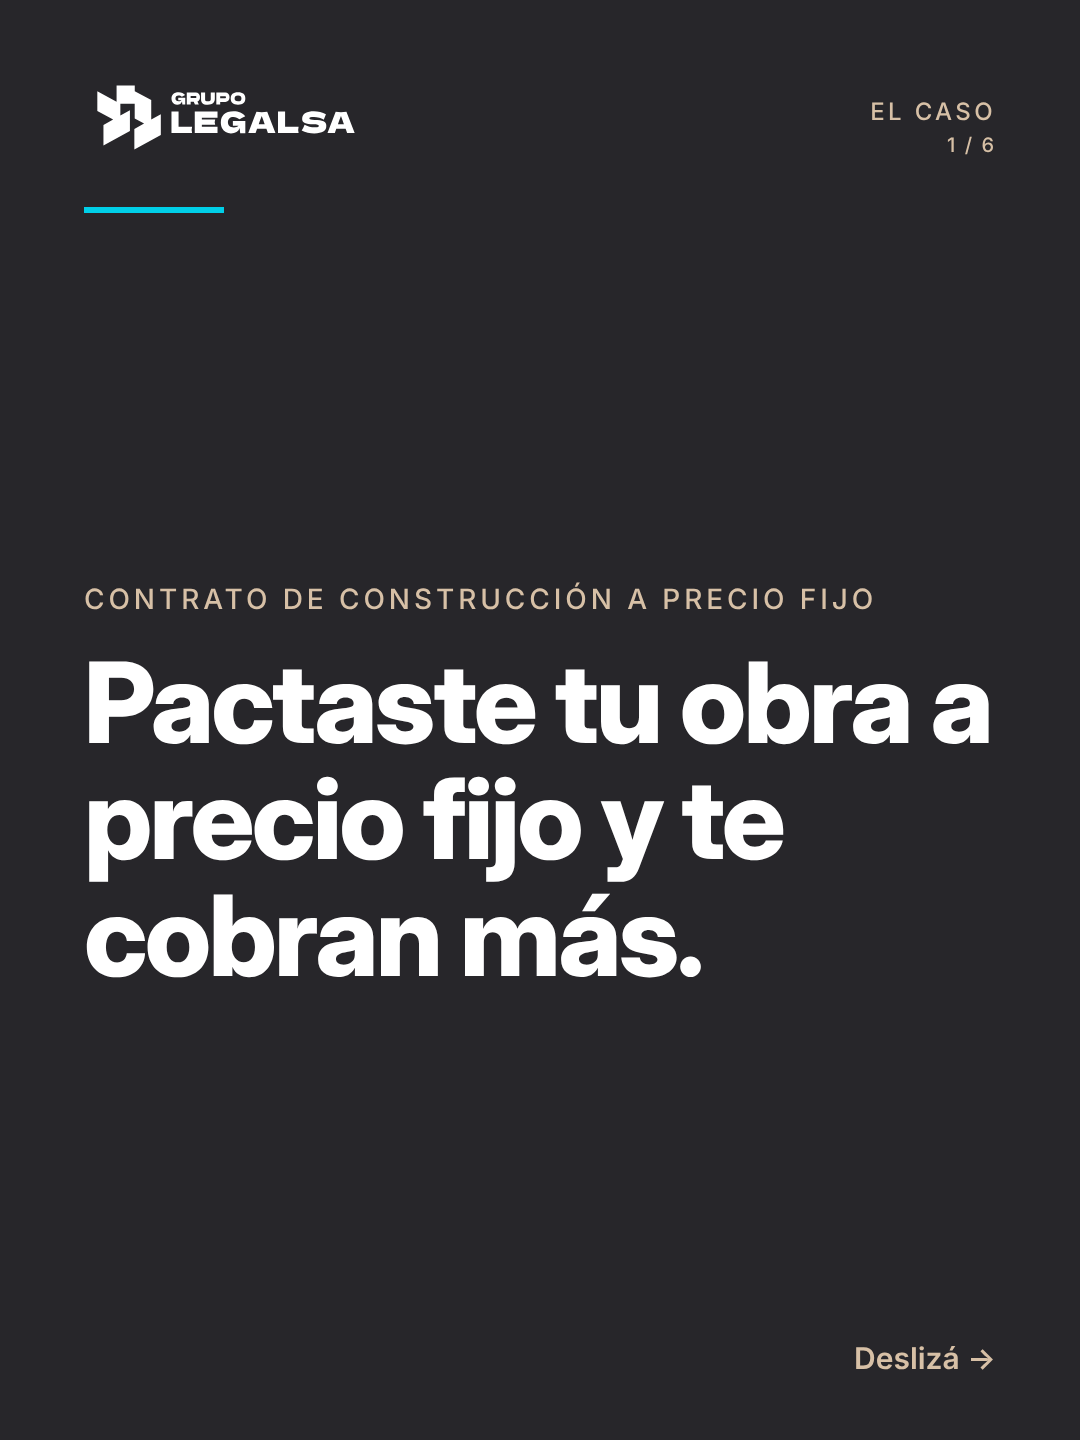 GRUPO
LEGALSA
EL CASO
1 / 6
CONTRATO DE CONSTRUCCIÓN A PRECIO FIJO
Pactaste tu obra a
precio fijo y te
cobran más.
Deslizá →